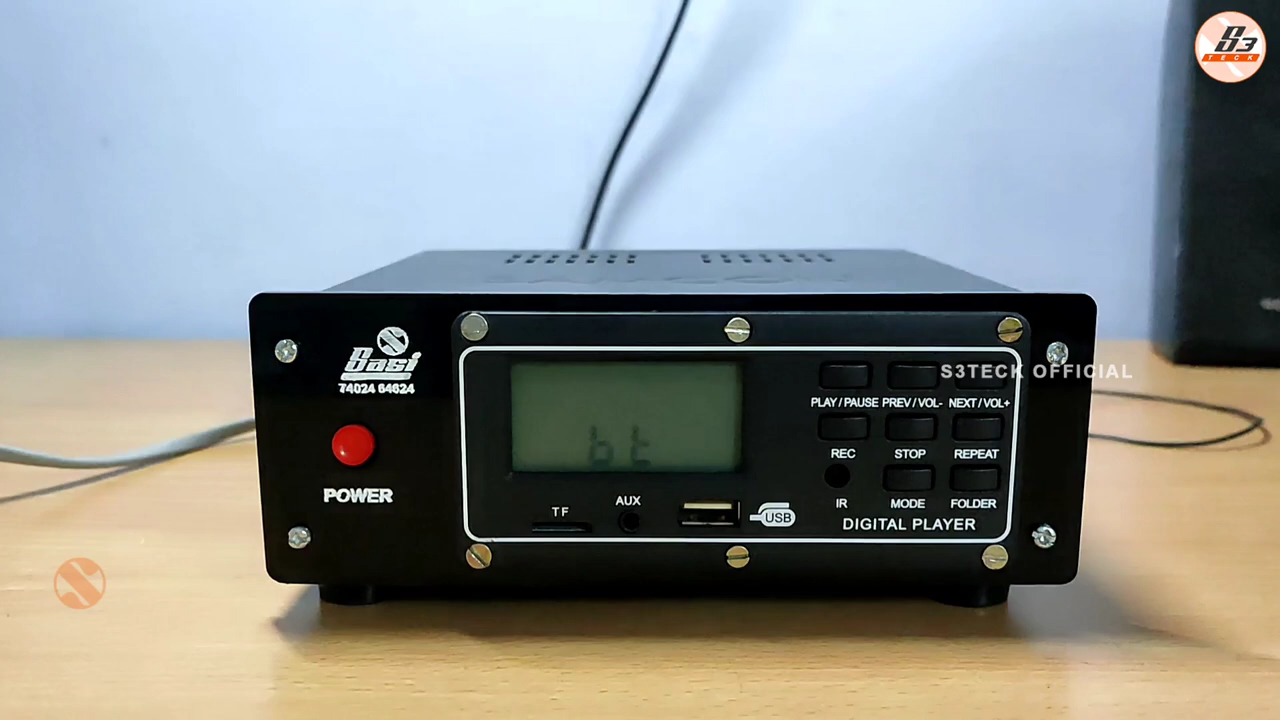 S3
TECK
Sasi
74024 64624
POWER
bt
TF
AUX
USB
S3TECK OFFICIAL
PLAY / PAUSE PREV / VOL- NEXT / VOL+
REC STOP REPEAT
IR MODE FOLDER
DIGITAL PLAYER